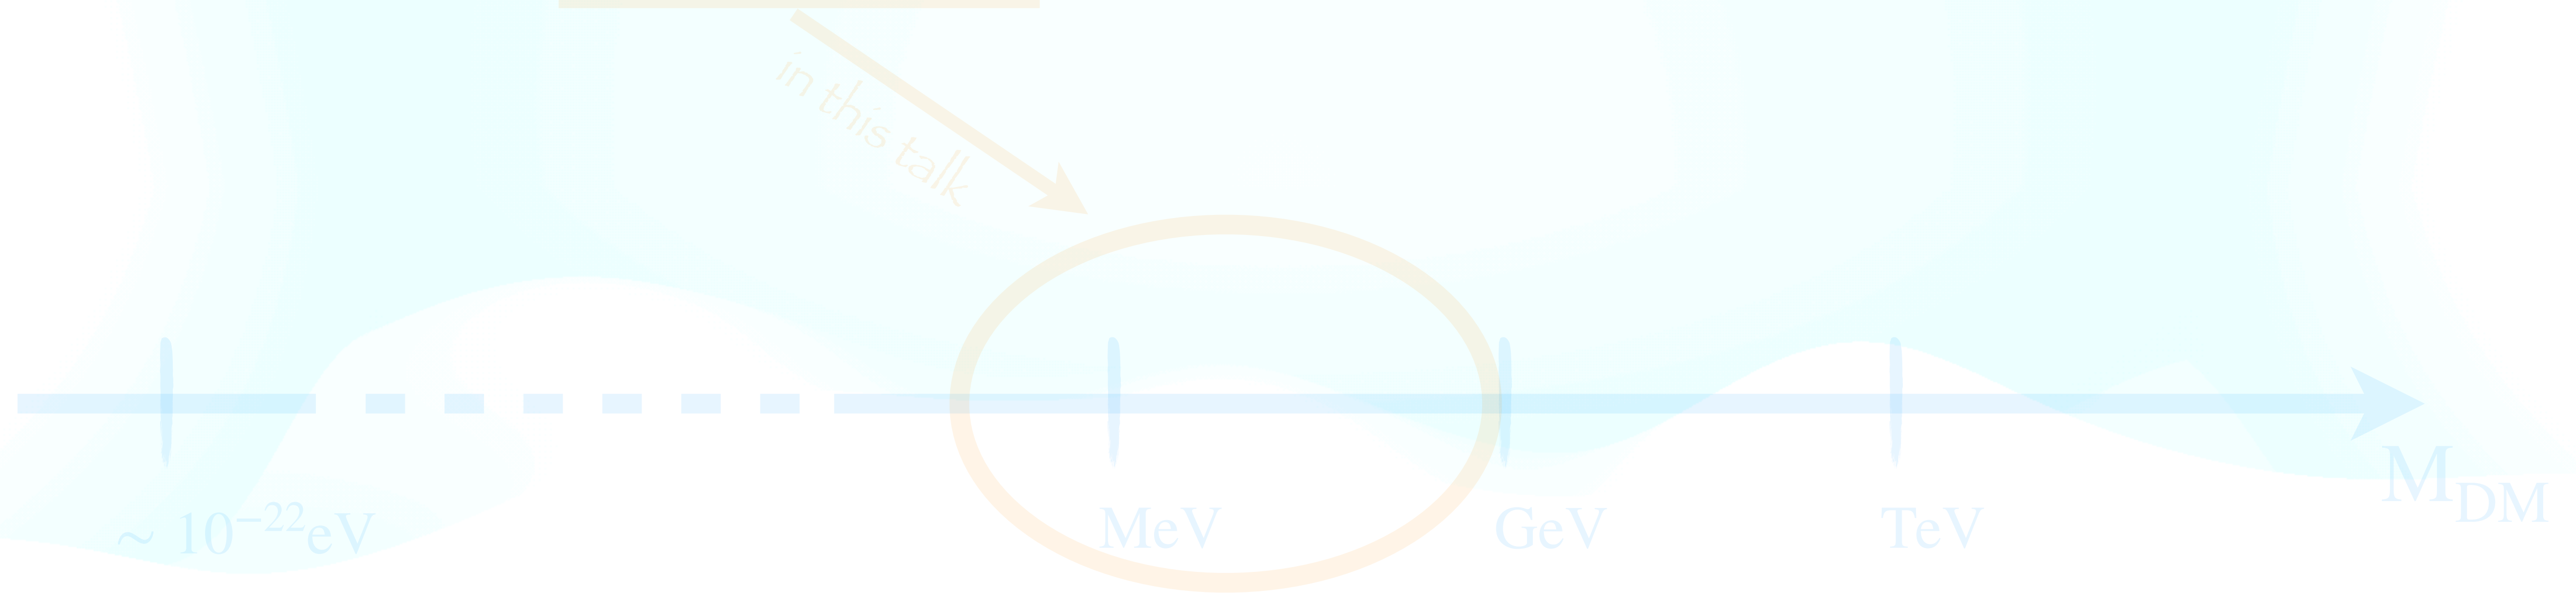 in this talk
~ 10⁻²²eV
MeV
GeV
TeV
M_DM